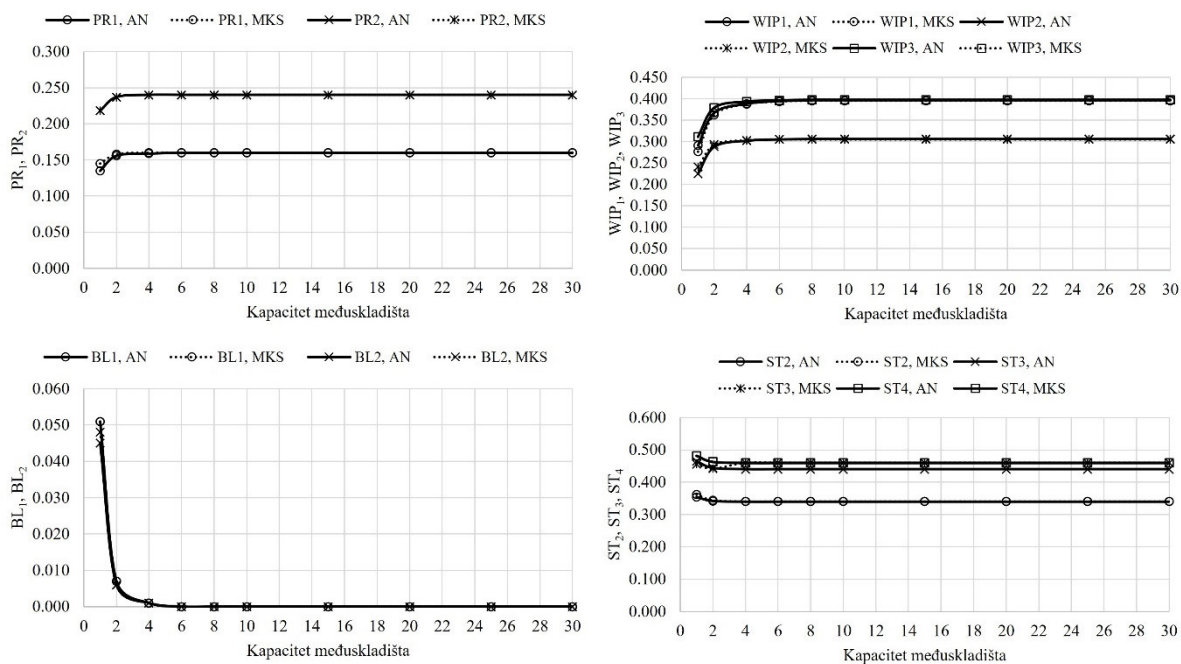 PR1, AN PR1, MKS PR2, AN PR2, MKS
0.300
0.250
0.200
0.150
0.100
0.050
0.000
PR₁, PR₂
0 2 4 6 8 10 12 14 16 18 20 22 24 26 28 30
Kapacitet međuskladišta
WIP1, AN WIP1, MKS WIP2, AN
WIP2, MKS WIP3, AN WIP3, MKS
0.450
0.400
0.350
0.300
0.250
0.200
0.150
0.100
0.050
0.000
WIP₁, WIP₂, WIP₃
0 2 4 6 8 10 12 14 16 18 20 22 24 26 28 30
Kapacitet međuskladišta
BL1, AN BL1, MKS BL2, AN BL2, MKS
0.060
0.050
0.040
0.030
0.020
0.010
0.000
BL₁, BL₂
0 2 4 6 8 10 12 14 16 18 20 22 24 26 28 30
Kapacitet međuskladišta
ST2, AN ST2, MKS ST3, AN
ST3, MKS ST4, AN ST4, MKS
0.600
0.500
0.400
0.300
0.200
0.100
0.000
ST₂, ST₃, ST₄
0 2 4 6 8 10 12 14 16 18 20 22 24 26 28 30
Kapacitet međuskladišta